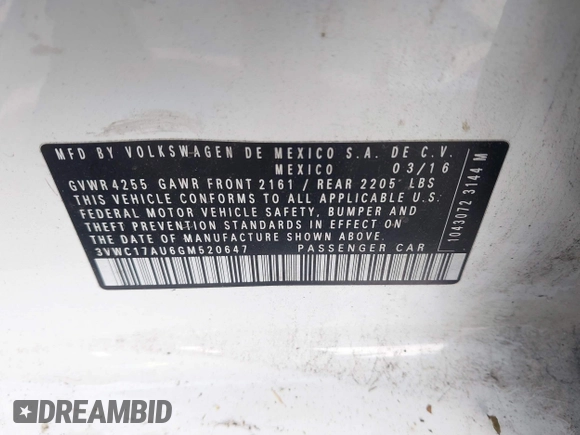 MFD BY VOLKSWAGEN DE MEXICO S.A. DE C.V.
MEXICO 03/16
GVWR 4255 GAWR FRONT 2161 / REAR 2205 LBS
THIS VEHICLE CONFORMS TO ALL APPLICABLE U.S.
FEDERAL MOTOR VEHICLE SAFETY, BUMPER AND
THEFT PREVENTION STANDARDS IN EFFECT ON
DATE OF MANUFACTURE SHOWN ABOVE.
3VWC17AU6GM520647 PASSENGER CAR
1043072 3144 M
DREAMBID